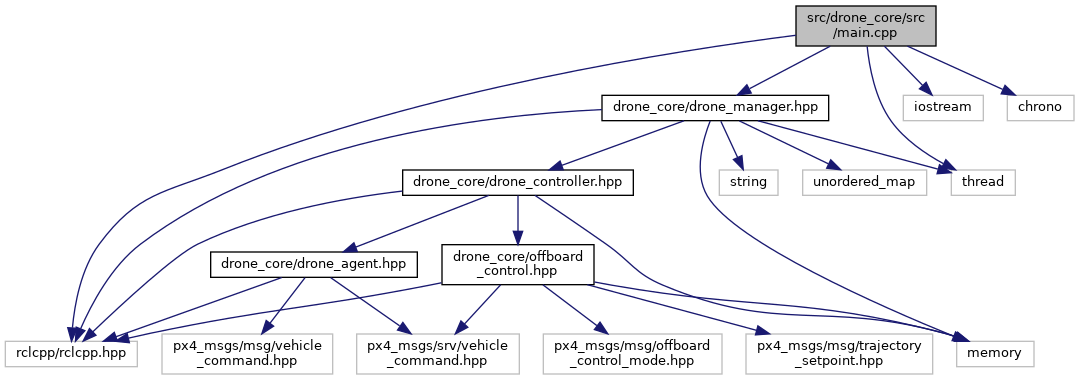 src/drone_core/src
/main.cpp
drone_core/drone_manager.hpp
iostream
chrono
drone_core/drone_controller.hpp
string
unordered_map
thread
drone_core/drone_agent.hpp
drone_core/offboard
_control.hpp
rclcpp/rclcpp.hpp
px4_msgs/msg/vehicle
_command.hpp
px4_msgs/srv/vehicle
_command.hpp
px4_msgs/msg/offboard
_control_mode.hpp
px4_msgs/msg/trajectory
_setpoint.hpp
memory